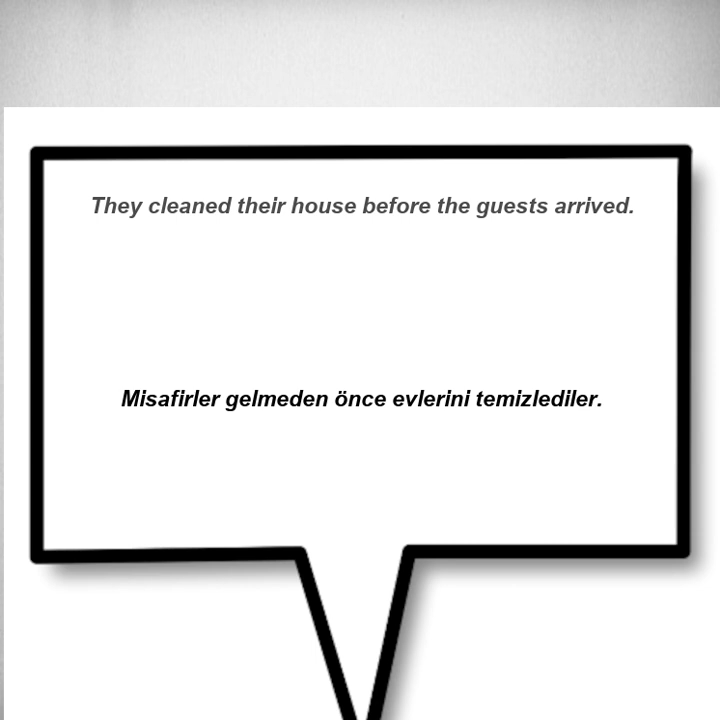 They cleaned their house before the guests arrived.
Misafirler gelmeden önce evlerini temizlediler.